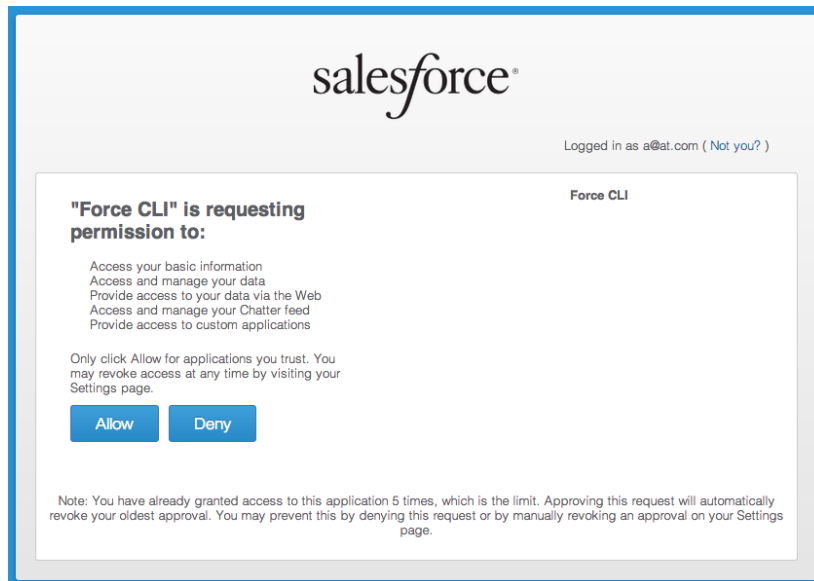 salesforce®
Logged in as a@at.com ( Not you? )
"Force CLI" is requesting
permission to:
Access your basic information
Access and manage your data
Provide access to your data via the Web
Access and manage your Chatter feed
Provide access to custom applications
Only click Allow for applications you trust. You
may revoke access at any time by visiting your
Settings page.
Allow
Deny
Force CLI
Note: You have already granted access to this application 5 times, which is the limit. Approving this request will automatically
revoke your oldest approval. You may prevent this by denying this request or by manually revoking an approval on your Settings
page.